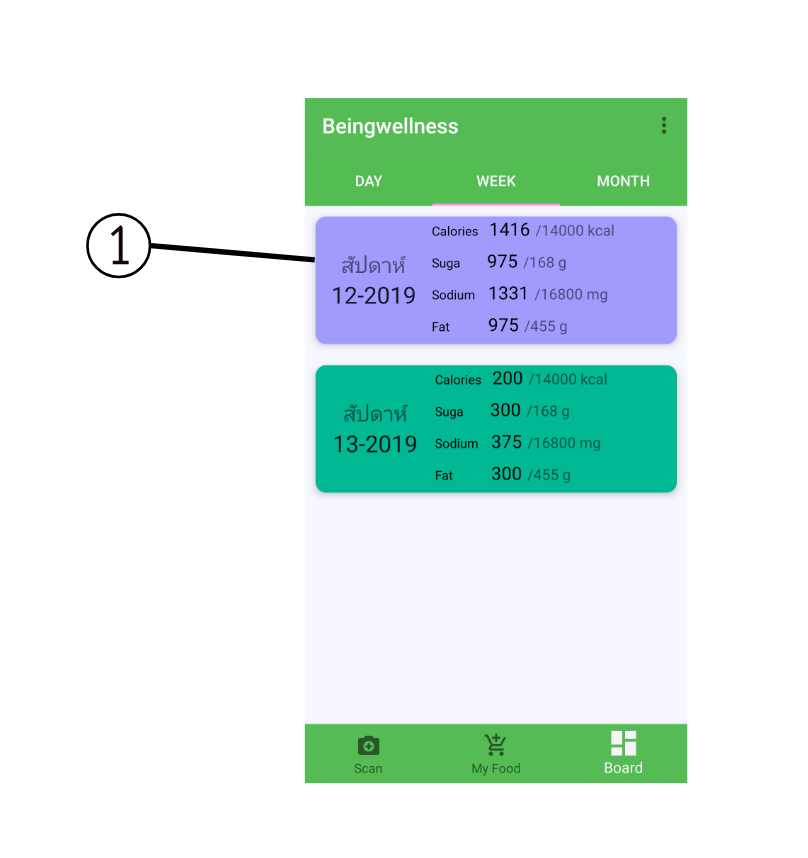 Beingwellness
DAY WEEK MONTH
1
สัปดาห์
12-2019
Calories 1416 /14000 kcal
Suga 975 /168 g
Sodium 1331 /16800 mg
Fat 975 /455 g
สัปดาห์
13-2019
Calories 200 /14000 kcal
Suga 300 /168 g
Sodium 375 /16800 mg
Fat 300 /455 g
Scan My Food Board